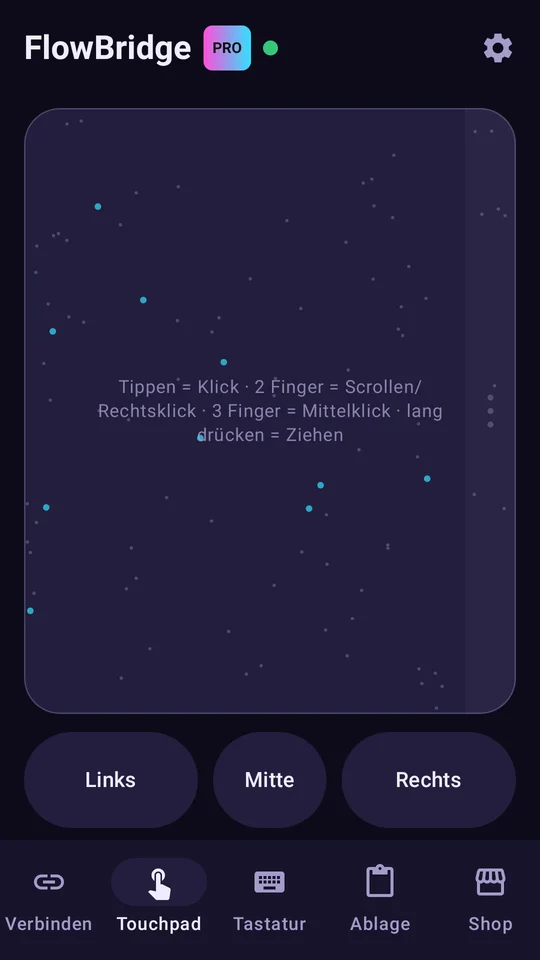 FlowBridge PRO
Tippen = Klick · 2 Finger = Scrollen/
Rechtsklick · 3 Finger = Mittelklick · lang
drücken = Ziehen
Links Mitte Rechts
Verbinden Touchpad Tastatur Ablage Shop